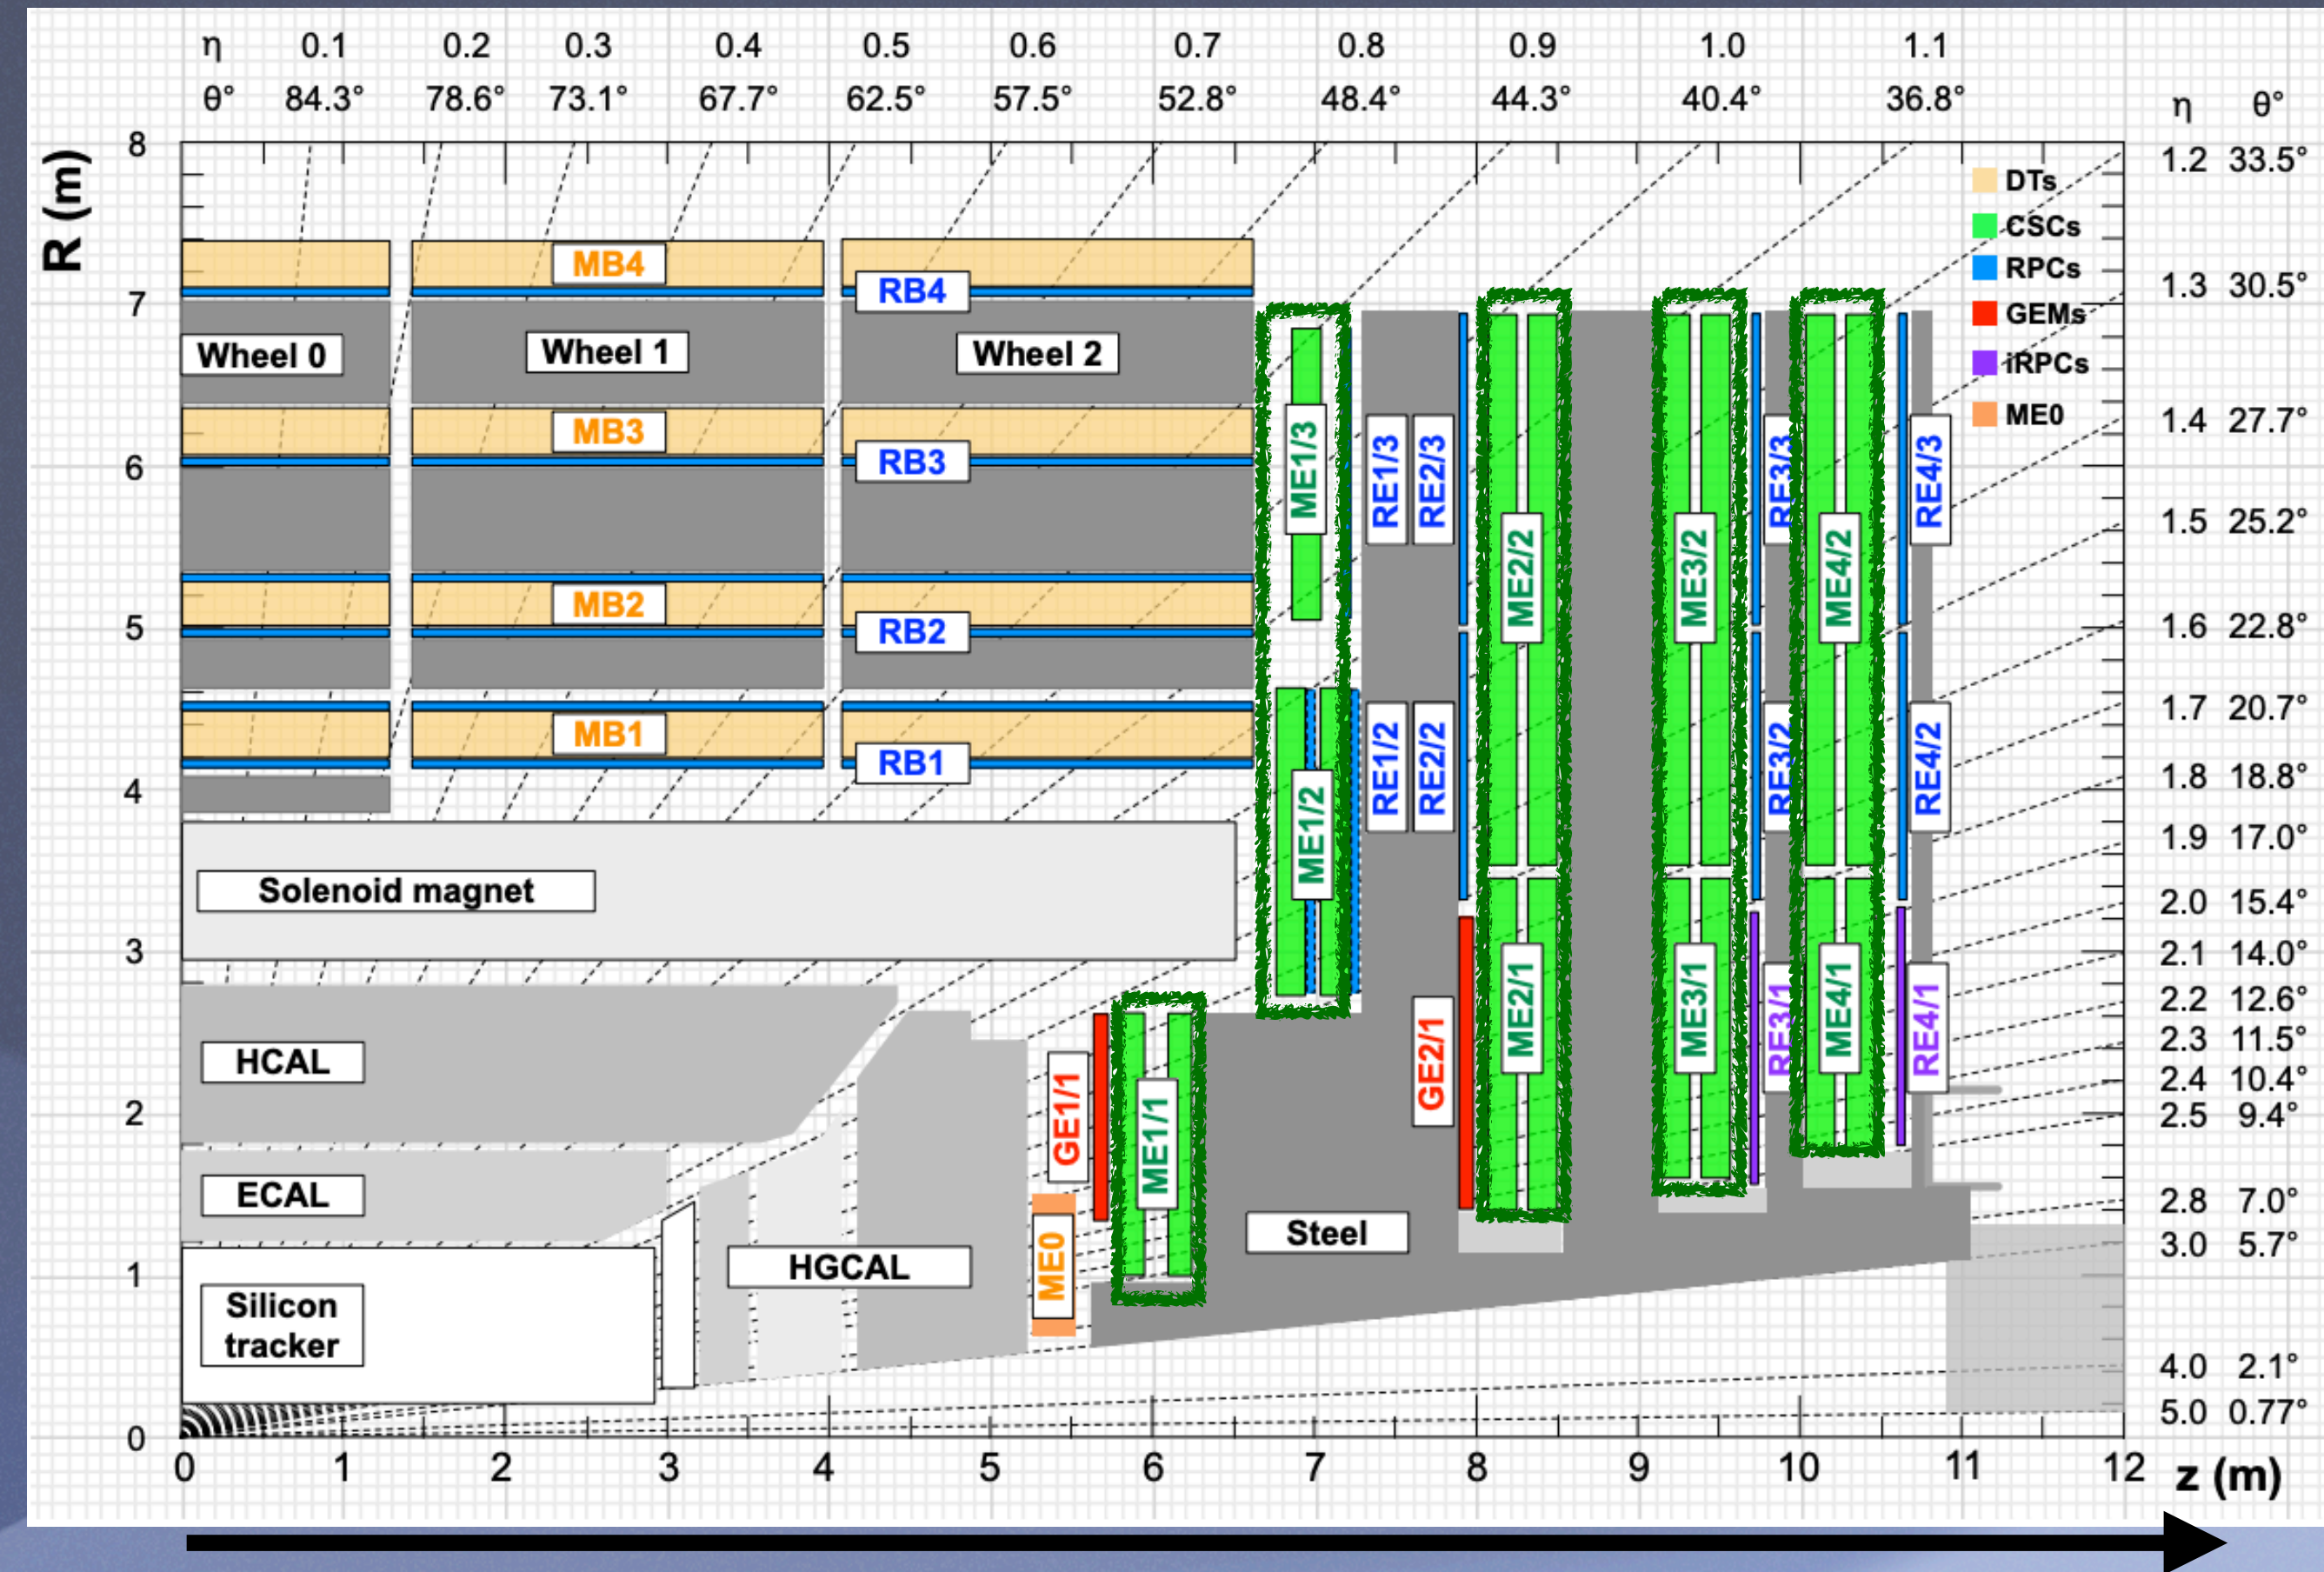 η 0.1 0.2 0.3 0.4 0.5 0.6 0.7 0.8 0.9 1.0 1.1
θ° 84.3° 78.6° 73.1° 67.7° 62.5° 57.5° 52.8° 48.4° 44.3° 40.4° 36.8° η θ°
R (m)
8
7
6
5
4
3
2
1
0
1.2 33.5°
1.3 30.5°
1.4 27.7°
1.5 25.2°
1.6 22.8°
1.7 20.7°
1.8 18.8°
1.9 17.0°
2.0 15.4°
2.1 14.0°
2.2 12.6°
2.3 11.5°
2.4 10.4°
2.5 9.4°
2.8 7.0°
3.0 5.7°
4.0 2.1°
5.0 0.77°
DTs
CSCs
RPCs
GEMs
iRPCs
ME0
MB4
RB4
Wheel 0
Wheel 1
Wheel 2
MB3
RB3
MB2
RB2
MB1
RB1
Solenoid magnet
HCAL
ECAL
Silicon
tracker
HGCAL
Steel
ME0
GE1/1
ME1/1
ME1/3
ME1/2
RE1/3
RE2/3
RE1/2
RE2/2
GE2/1
ME2/2
ME2/1
ME3/2
ME3/1
RE3/3
RE3/2
RE3/1
ME4/2
ME4/1
RE4/3
RE4/2
RE4/1
0 1 2 3 4 5 6 7 8 9 10 11 12 z (m)